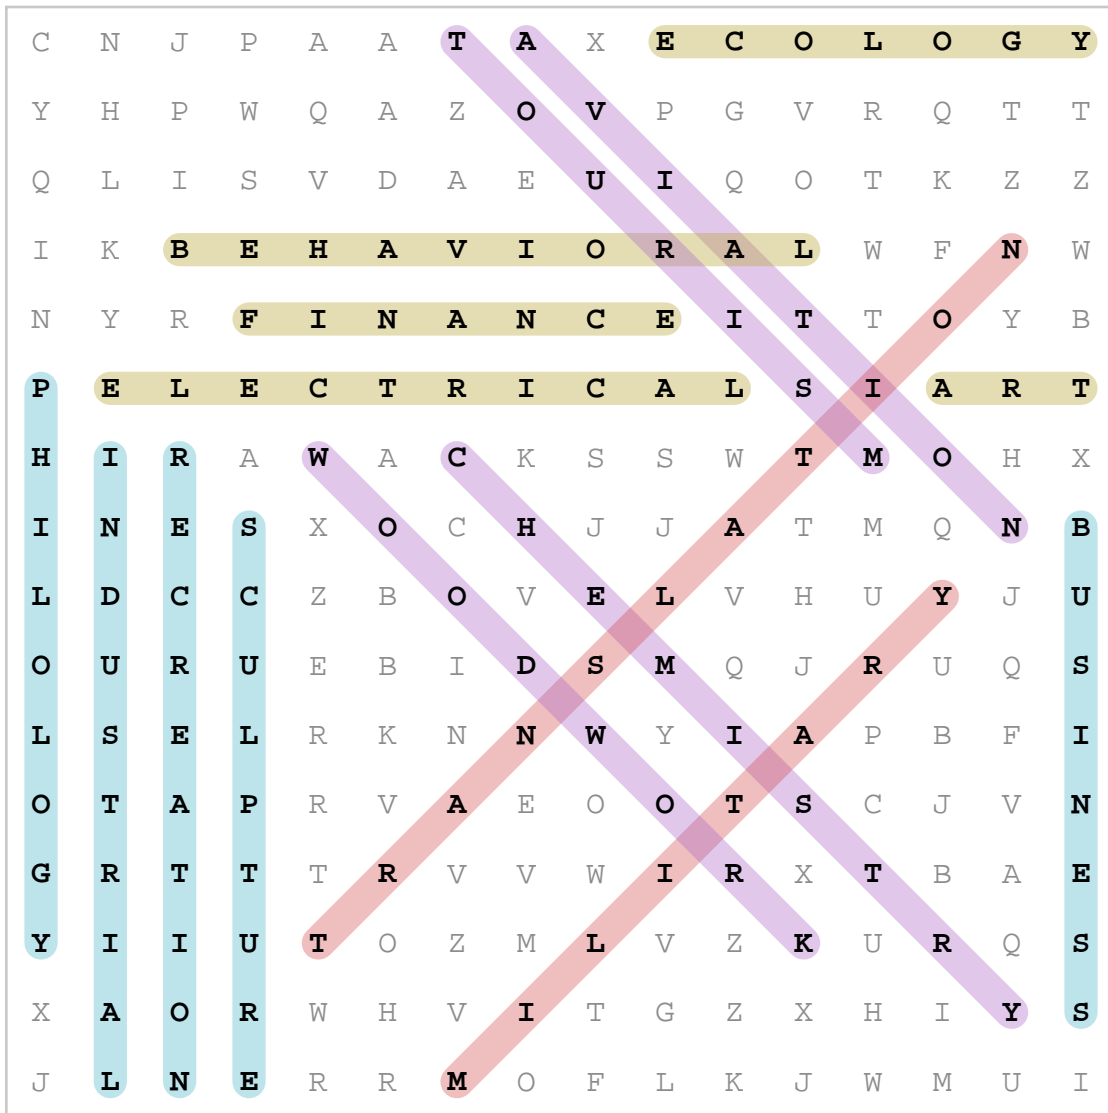 C N J P A A T A X E C O L O G Y
Y H P W Q A Z O V P G V R Q T T
Q L I S V D A E U I Q O T K Z Z
I K B E H A V I O R A L W F N W
N Y R F I N A N C E I T T O Y B
P E L E C T R I C A L S I A R T
H I R A W A C K S S W T M O H X
I N E S X O C H J J A T M Q N B
L D C C Z B O V E L V H U Y J U
O U R U E B I D S M Q J R U Q S
L S E L R K N N W Y I A P B F I
O T A P R V A E O O T S C J V N
G R T T T R V V W I R X T B A E
Y I I U T O Z M L V Z K U R Q S
X A O R W H V I T G Z X H I Y S
J L N E R R M O F L K J W M U I